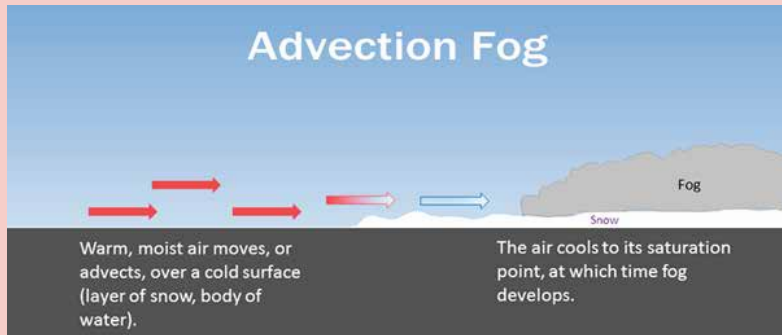 Advection Fog
Fog
Snow
Warm, moist air moves, or
advects, over a cold surface
(layer of snow, body of
water).
The air cools to its saturation
point, at which time fog
develops.